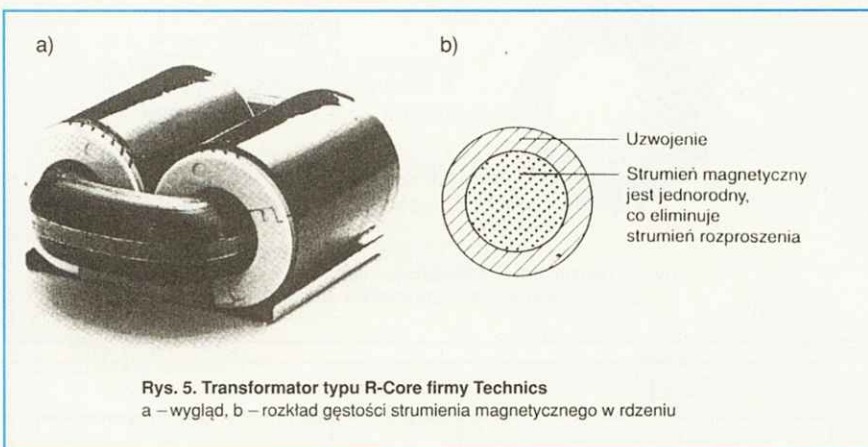 a)
b)
Uzwojenie
Strumień magnetyczny
jest jednorodny,
co eliminuje
strumień rozproszenia
Rys. 5. Transformator typu R-Core firmy Technics
a – wygląd, b – rozkład gęstości strumienia magnetycznego w rdzeniu